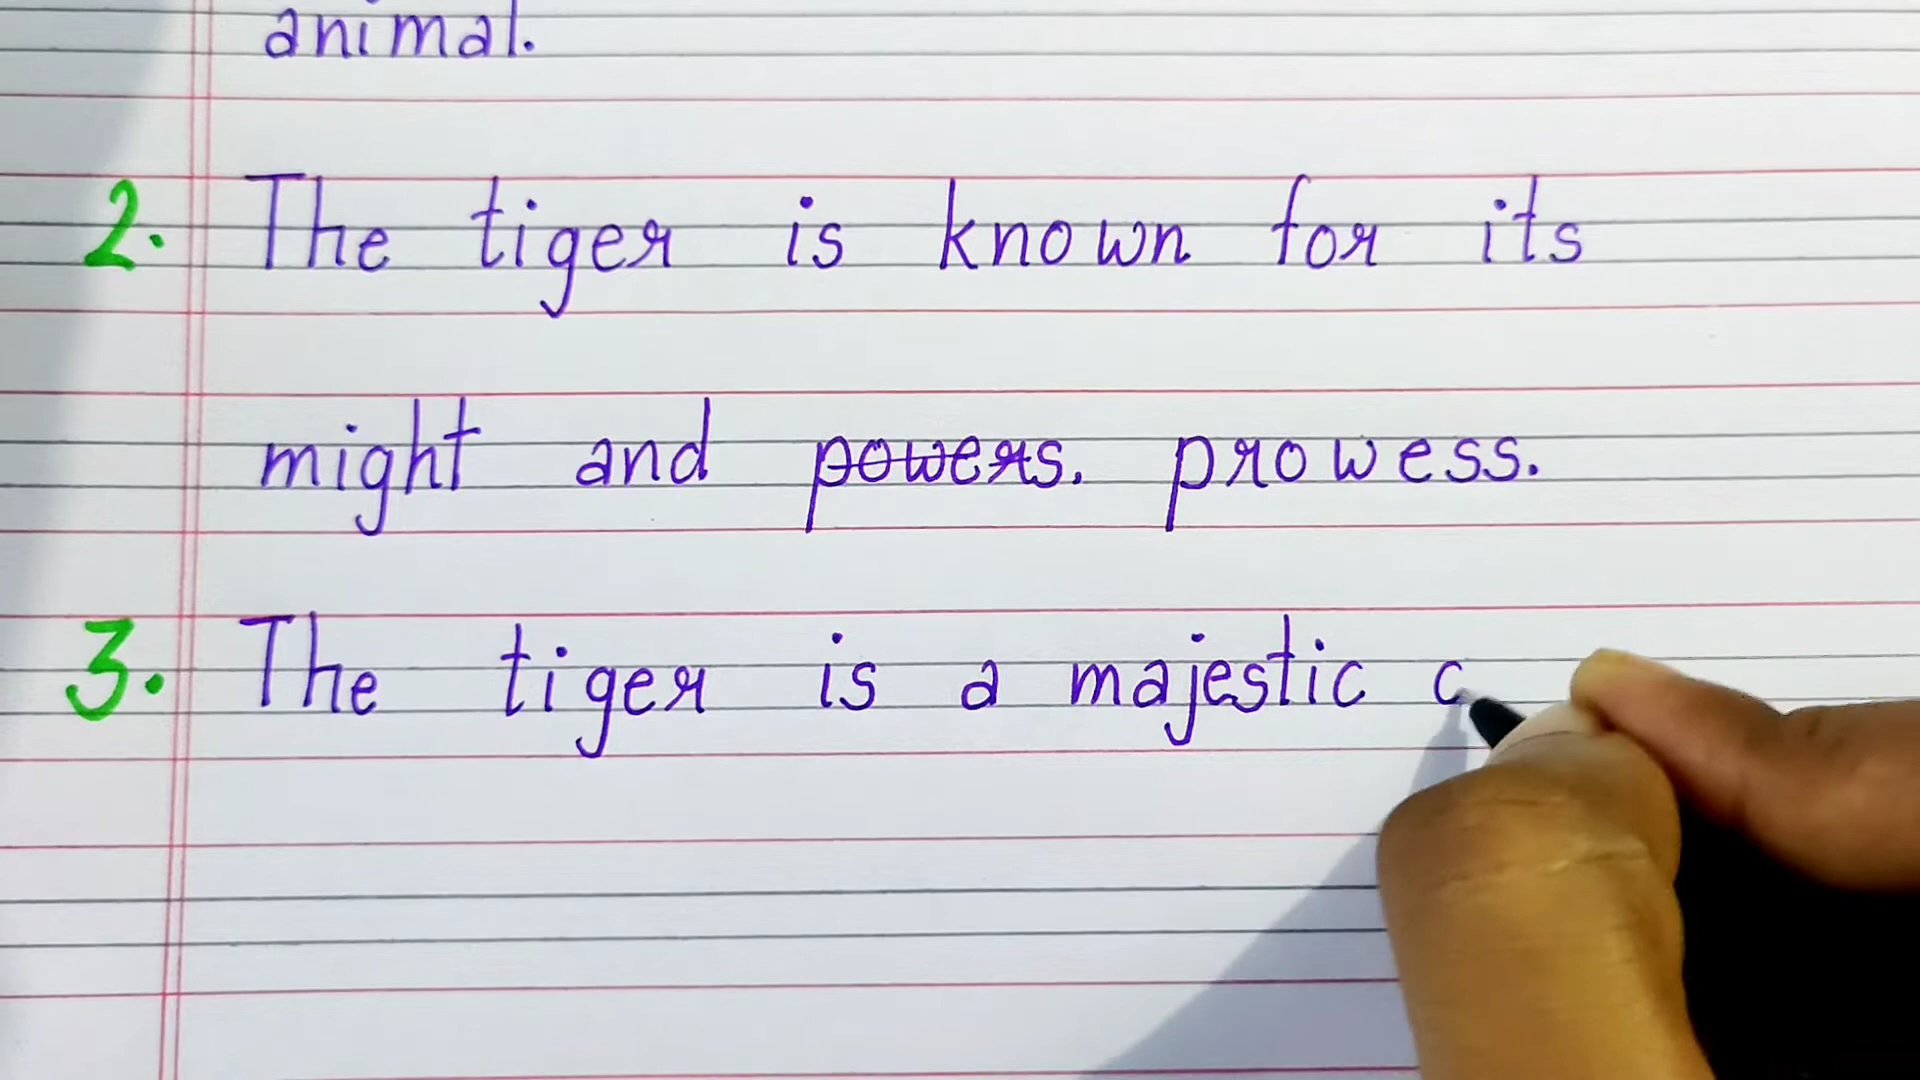 animal.
2. The tiger is known for its
might and powers. prowess.
3. The tiger is a majestic c